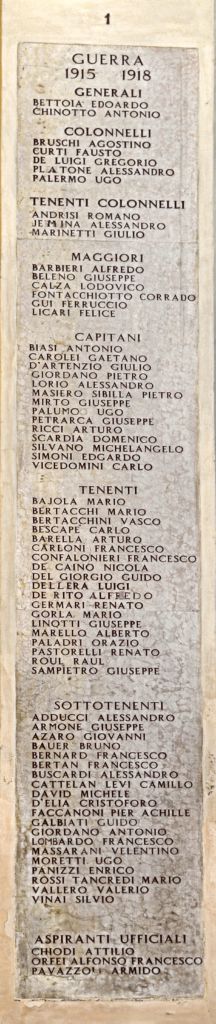 1
GUERRA
1915 1918
GENERALI
BETTOIA EDOARDO
CHINOTTO ANTONIO
COLONNELLI
BRUSCHI AGOSTINO
CURTI FAUSTO
DE LUIGI GREGORIO
PLATONE ALESSANDRO
PALERMO UGO
TENENTI COLONNELLI
ANDRISI ROMANO
JEMINA ALESSANDRO
MARINETTI GIULIO
MAGGIORI
BARBIERI ALFREDO
BELENO GIUSEPPE
CALZA LODOVICO
FONTACCHIOTTO CORRADO
GUI FERRUCCIO
LICARI FELICE
CAPITANI
BIASI ANTONIO
CAROLEI GAETANO
D'ARTENZIO GIULIO
GIORDANO PIETRO
LORIO ALESSANDRO
MASIERO SIBILLA PIETRO
MIRTO GIUSEPPE
PALUMBO UGO
PETRARCA GIUSEPPE
RICCI ARTURO
SCARDIA DOMENICO
SILVANO MICHELANGELO
SIMONI EDGARDO
VICEDOMINI CARLO
TENENTI
BAJOLA MARIO
BERTACCHI MARIO
BERTACCHINI VASCO
BESCAPE CARLO
BARELLA ARTURO
CARLONI FRANCESCO
CONFALONIERI FRANCESCO
DE CAINO NICOLA
DEL GIORGIO GUIDO
DELLERA LUIGI
DE RITO ALFREDO
GERMARI RENATO
GORLA MARIO
LINOTTI GIUSEPPE
MARELLO ALBERTO
PALADRI ORAZIO
PASTORELLI RENATO
ROUL RAUL
SAMPIETRO GIUSEPPE
SOTTOTENENTI
ADDUCCI ALESSANDRO
ARMONE GIUSEPPE
AZARO GIOVANNI
BAUER BRUNO
BERNARD FRANCESCO
BERTAN FRANCESCO
BUSCARDI ALESSANDRO
CATTELAN LEVI CAMILLO
DAVID MICHELE
D'ELIA CRISTOFORO
FACCANONI PIER ACHILLE
GALBIATI GUIDO
GIORDANO ANTONIO
LOMBARDO FRANCESCO
MASSARANI VELENTINO
MORETTI UGO
PANIZZI ENRICO
ROSSI TANCREDI MARIO
VALLERO VALERIO
VINAI SILVIO
ASPIRANTI UFFICIALI
CHIODI ATTILIO
ORFEI ALFONSO FRANCESCO
PAVAZZOLI ARMIDO